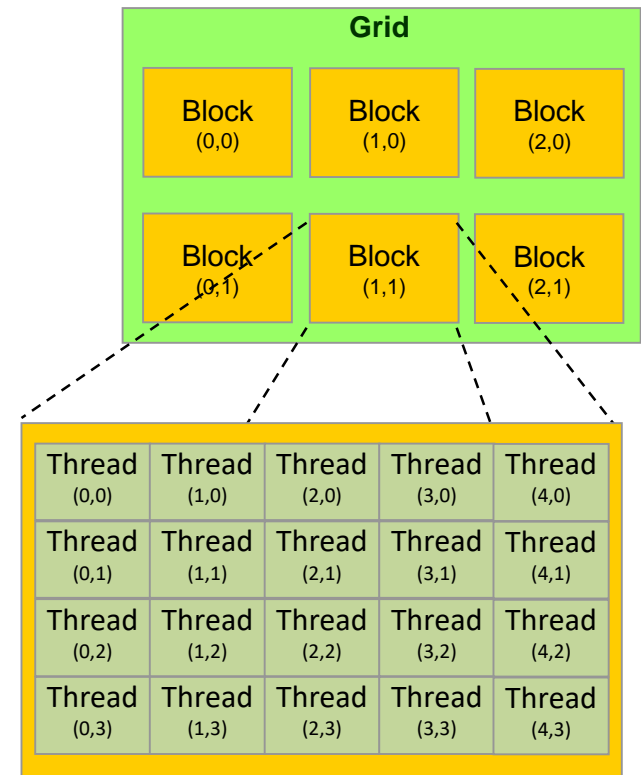 Grid
Block Block Block
(0,0) (1,0) (2,0)
Block Block Block
(0,1) (1,1) (2,1)
Thread Thread Thread Thread Thread
(0,0) (1,0) (2,0) (3,0) (4,0)
Thread Thread Thread Thread Thread
(0,1) (1,1) (2,1) (3,1) (4,1)
Thread Thread Thread Thread Thread
(0,2) (1,2) (2,2) (3,2) (4,2)
Thread Thread Thread Thread Thread
(0,3) (1,3) (2,3) (3,3) (4,3)